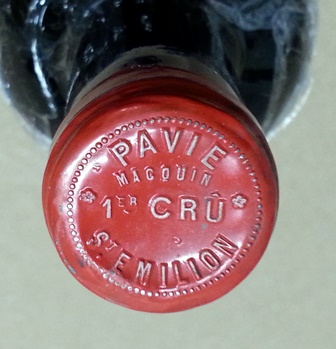 PAVIE
MACQUIN
1ER CRÛ
ST EMILION